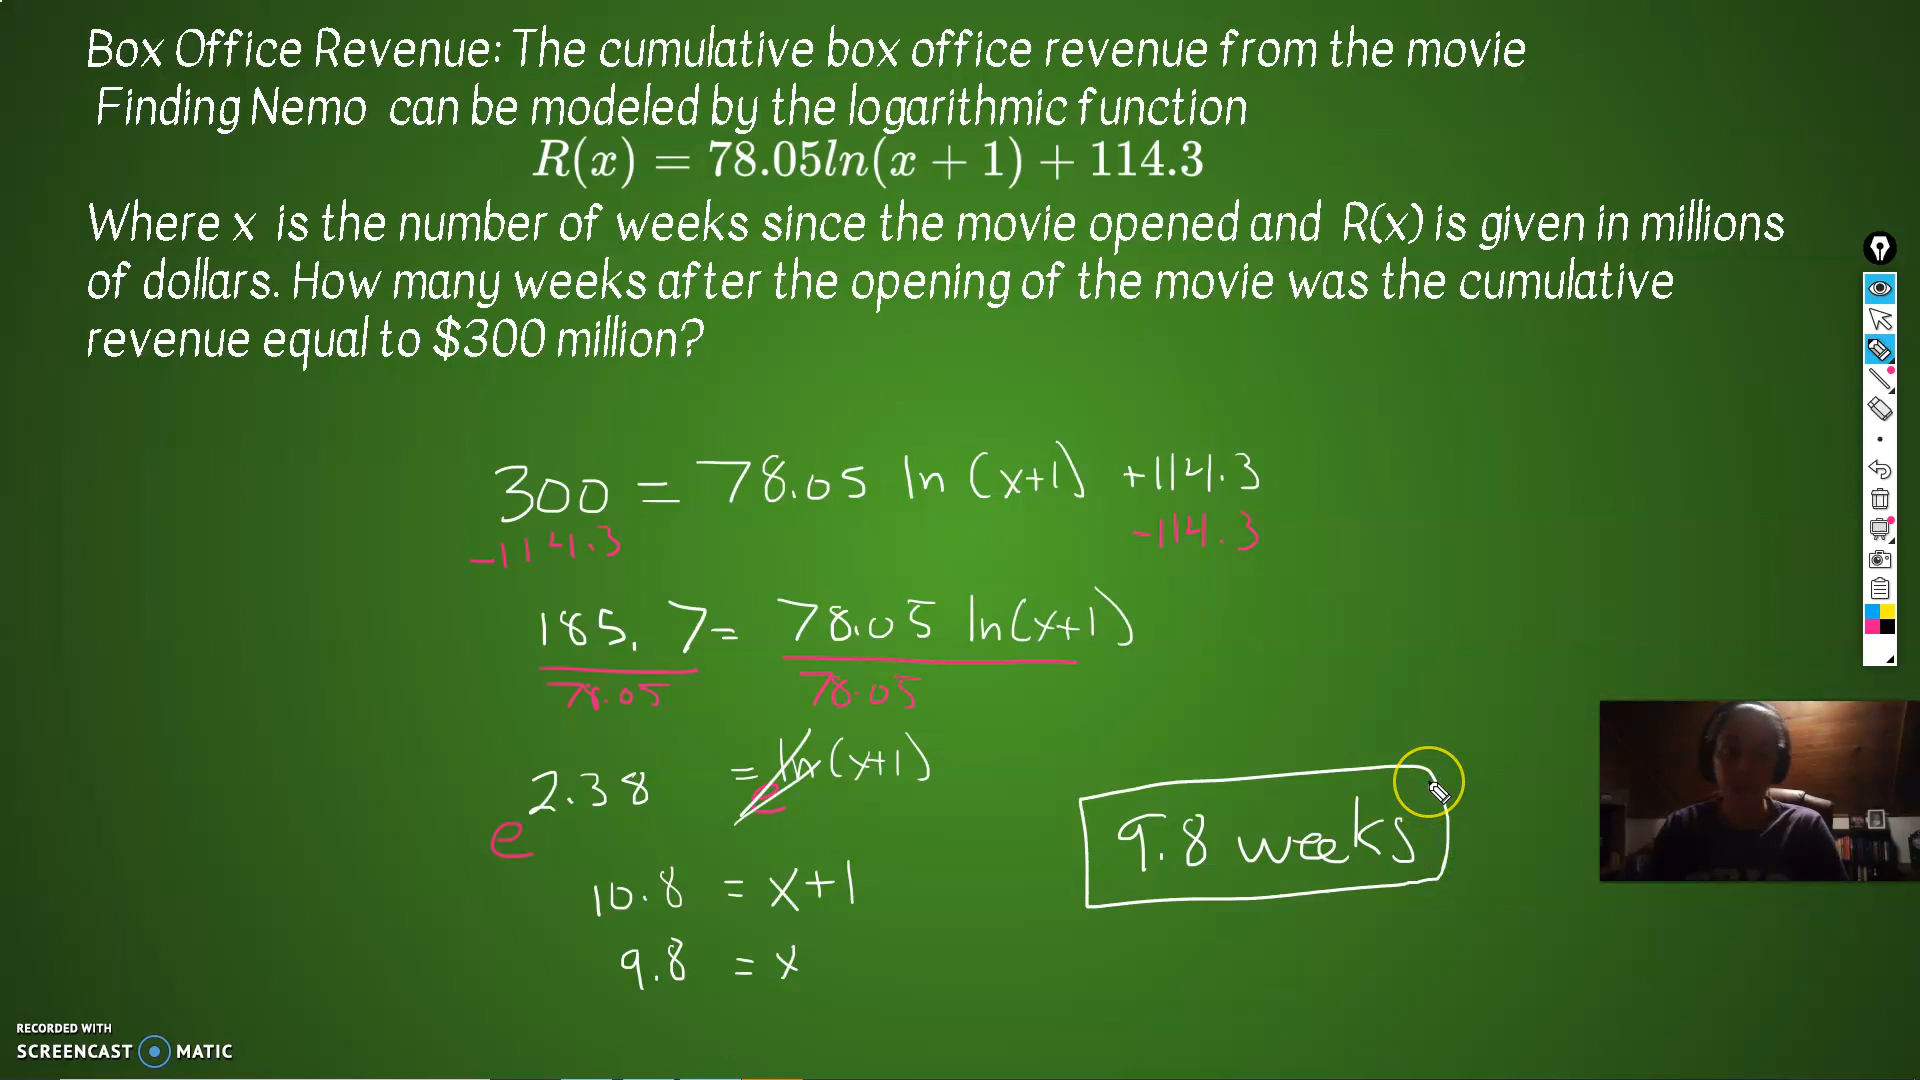 Box Office Revenue: The cumulative box office revenue from the movie
Finding Nemo can be modeled by the logarithmic function
R(x) = 78.05ln(x + 1) + 114.3
Where x is the number of weeks since the movie opened and R(x) is given in millions
of dollars. How many weeks after the opening of the movie was the cumulative
revenue equal to $300 million?
300 = 78.05 ln (x+1) +114.3
-114.3 -114.3
185.7 = 78.05 ln(x+1)
78.05 78.05
2.38 = ln (x+1)
e e
10.8 = x+1
9.8 = x
9.8 weeks
RECORDED WITH
SCREENCAST MATIC